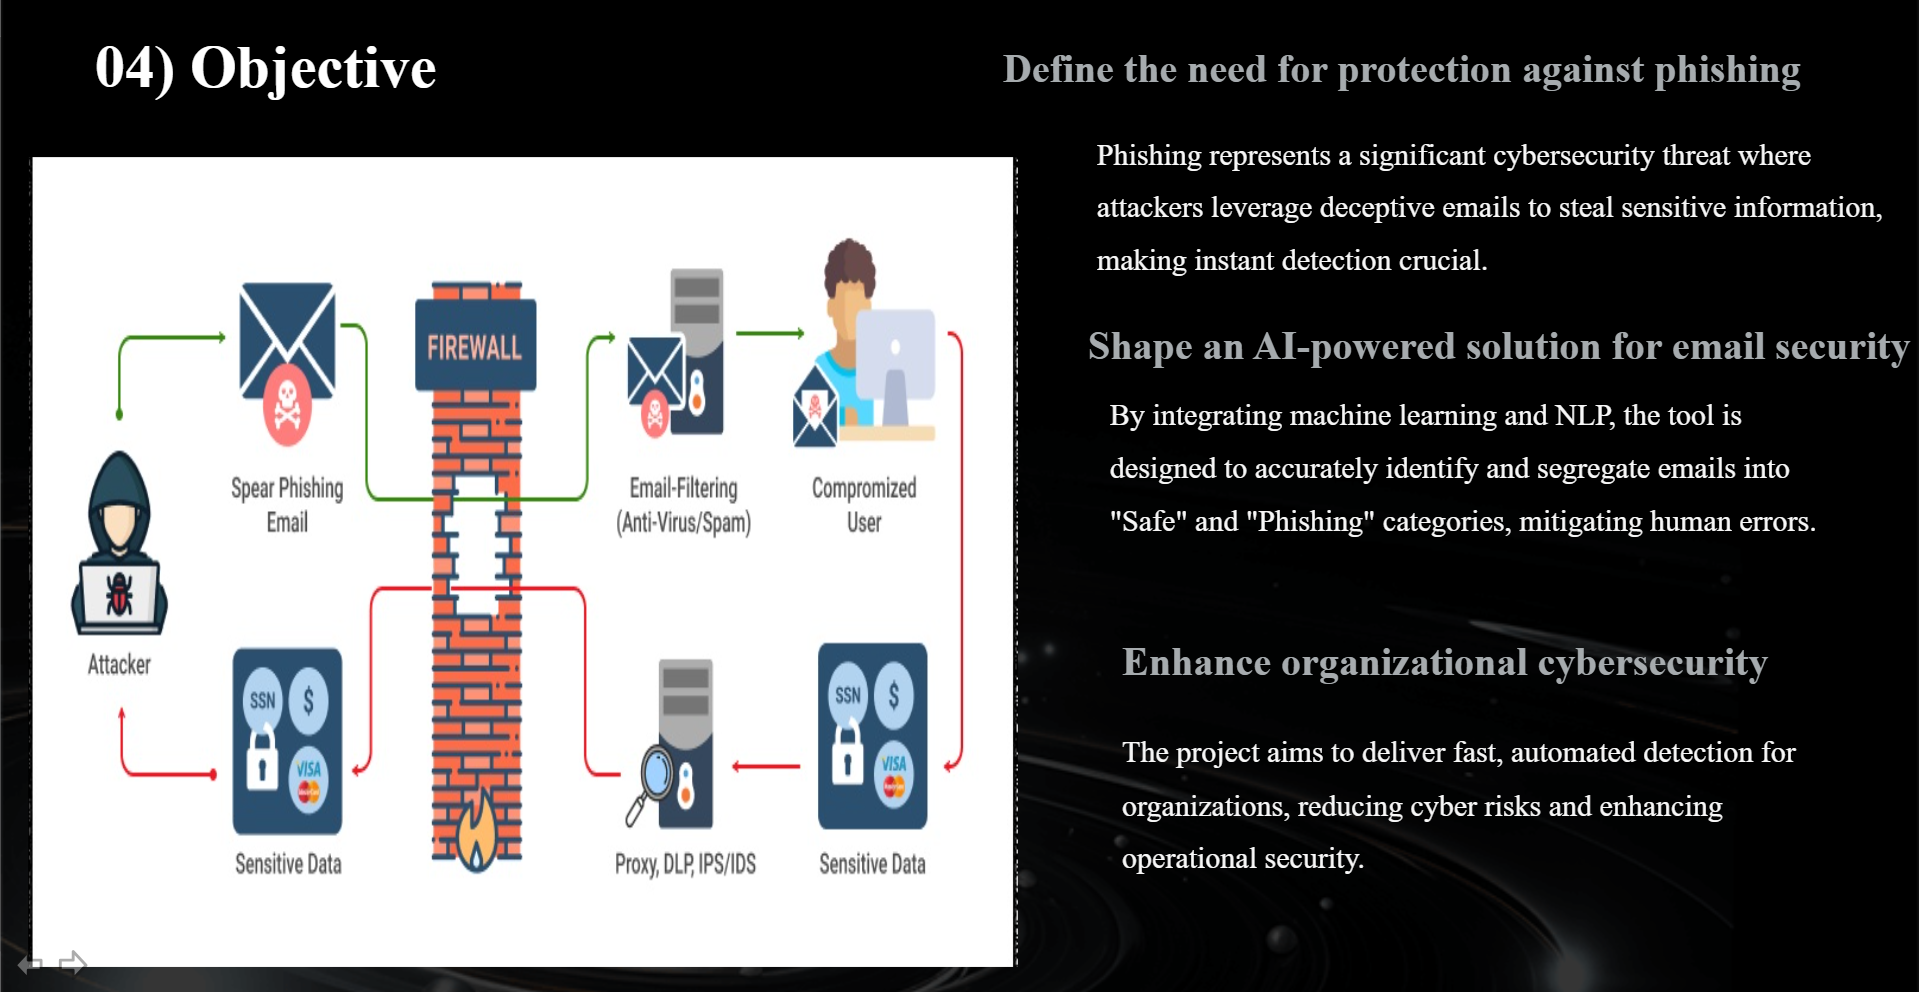 04) Objective
Define the need for protection against phishing
Phishing represents a significant cybersecurity threat where
attackers leverage deceptive emails to steal sensitive information,
making instant detection crucial.
Shape an AI-powered solution for email security
By integrating machine learning and NLP, the tool is
designed to accurately identify and segregate emails into
"Safe" and "Phishing" categories, mitigating human errors.
Enhance organizational cybersecurity
The project aims to deliver fast, automated detection for
organizations, reducing cyber risks and enhancing
operational security.
FIREWALL
Spear Phishing
Email
Email-Filtering
(Anti-Virus/Spam)
Compromized
User
Attacker
SSN
$
VISA
Sensitive Data
Proxy, DLP, IPS/IDS
SSN
$
VISA
Sensitive Data